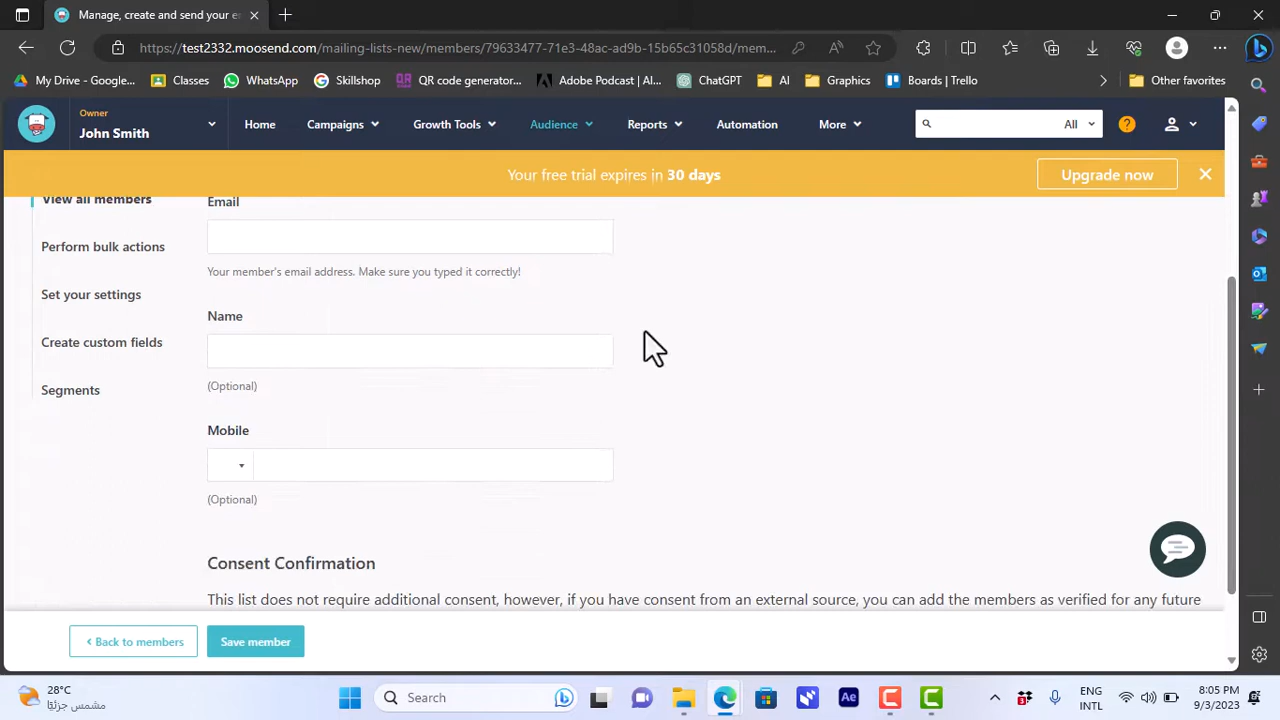 Manage, create and send your er
https://test2332.moosend.com/mailing-lists-new/members/79633477-71e3-48ac-ad9b-15b65c31058d/mem...
My Drive - Google...
Classes
WhatsApp
Skillshop
QR code generator...
Adobe Podcast | AI...
ChatGPT
AI
Graphics
Boards | Trello
Other favorites
Owner
John Smith
Home
Campaigns
Growth Tools
Audience
Reports
Automation
More
All
Your free trial expires in 30 days
Upgrade now
View all members
Perform bulk actions
Set your settings
Create custom fields
Segments
Email
Your member's email address. Make sure you typed it correctly!
Name
(Optional)
Mobile
(Optional)
Consent Confirmation
This list does not require additional consent, however, if you have consent from an external source, you can add the members as verified for any future
Back to members
Save member
28°C
مشمس جزئيًا
Search
Ae
ENG
INTL
8:05 PM
9/3/2023